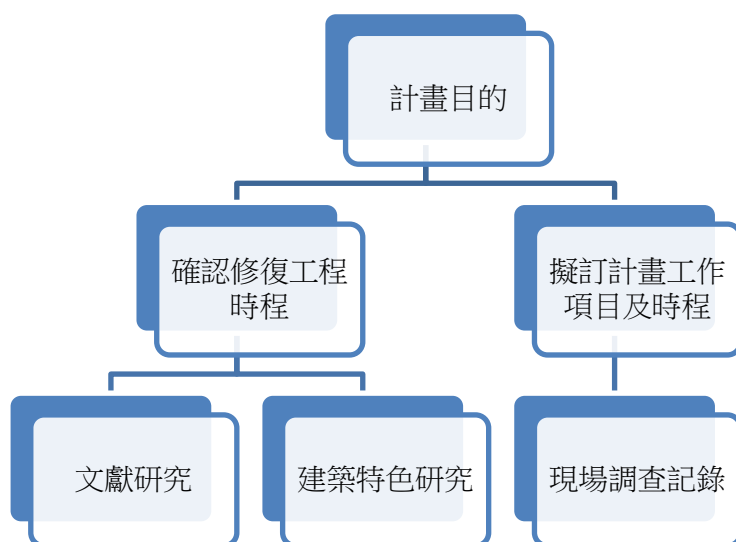 計畫目的
確認修復工程
時程
擬訂計畫工作
項目及時程
文獻研究
建築特色研究
現場調查記錄